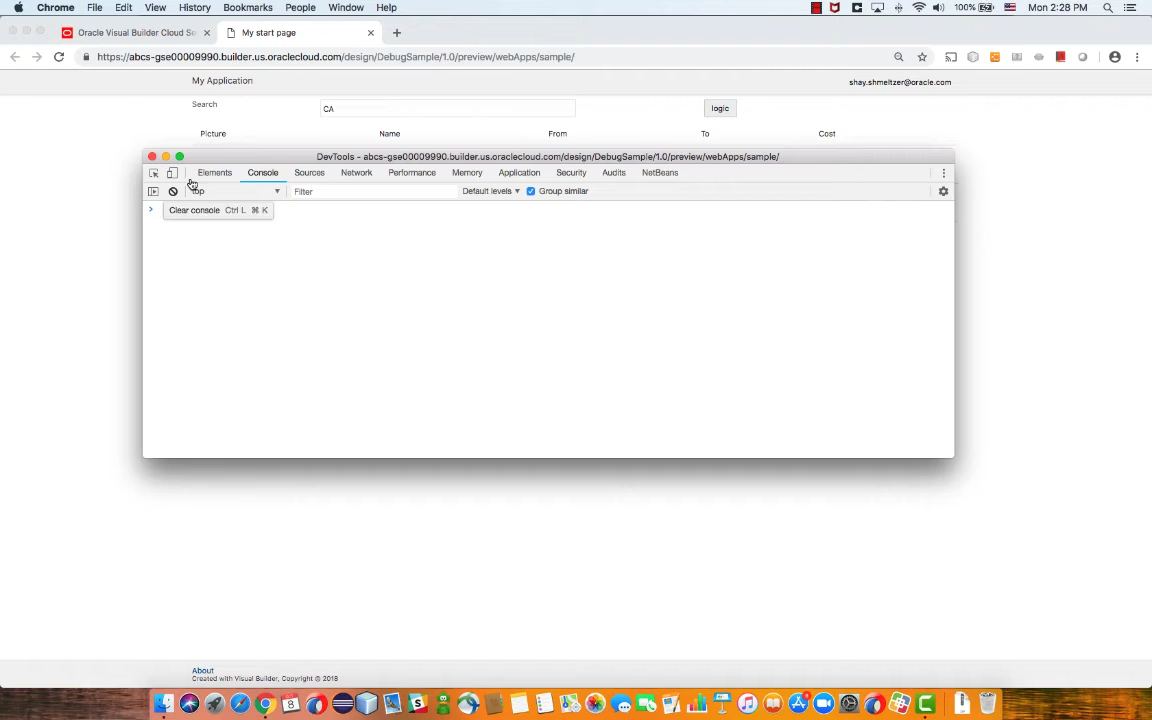 Chrome File Edit View History Bookmarks People Window Help 100% Mon 2:28 PM
Oracle Visual Builder Cloud Se My start page
https://abcs-gse00009990.builder.us.oraclecloud.com/design/DebugSample/1.0/preview/webApps/sample/
My Application shay.shmeltzer@oracle.com
Search CA logic
Picture Name From To Cost
DevTools - abcs-gse00009990.builder.us.oraclecloud.com/design/DebugSample/1.0/preview/webApps/sample/
Elements Console Sources Network Performance Memory Application Security Audits NetBeans
top Filter Default levels Group similar
Clear console Ctrl L ⌘ K
About
Created with Visual Builder, Copyright © 2018
8